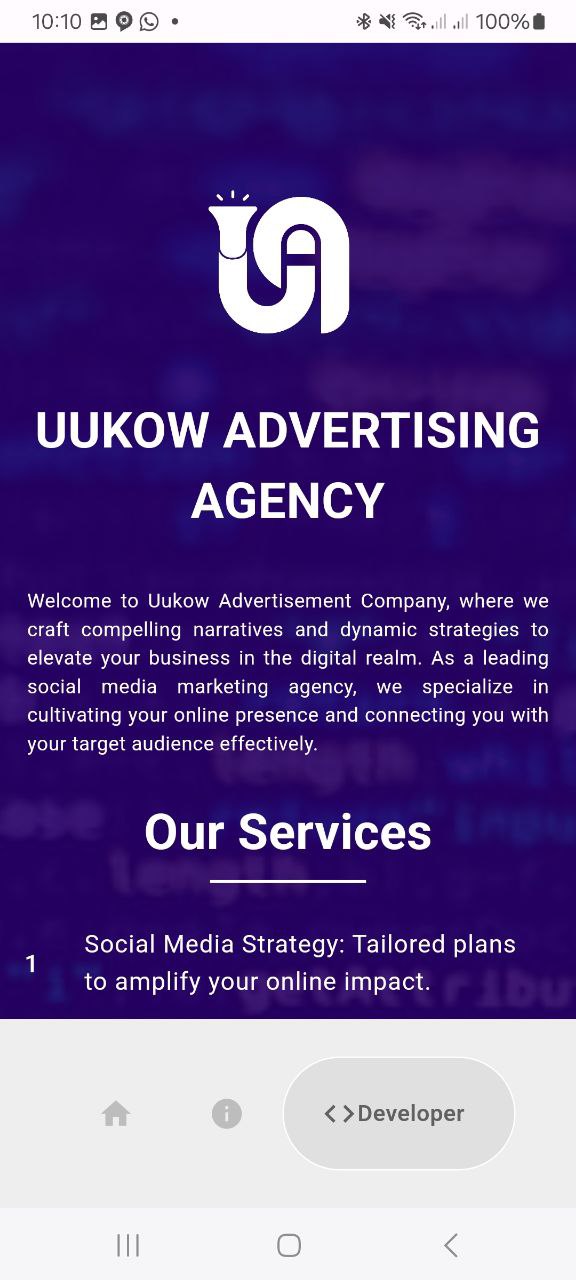 10:10 100%
UUKOW ADVERTISING
AGENCY
Welcome to Uukow Advertisement Company, where we
craft compelling narratives and dynamic strategies to
elevate your business in the digital realm. As a leading
social media marketing agency, we specialize in
cultivating your online presence and connecting you with
your target audience effectively.
Our Services
1 Social Media Strategy: Tailored plans
to amplify your online impact.
Developer